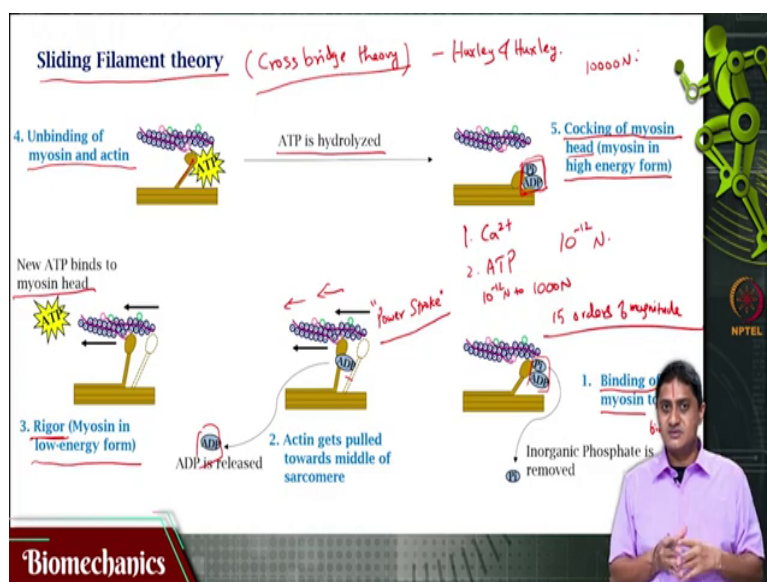 Sliding Filament theory (Cross bridge theory) – Huxley & Huxley.
10000N:
4. Unbinding of
myosin and actin
ATP
ATP is hydrolyzed
5. Cocking of myosin
head (myosin in
high energy form)
Pi
ADP
1. Ca2+
2. ATP
10-12 N.
10-12N to 1000N
15 orders of magnitude
New ATP binds to
myosin head
ATP
"Power Stroke"
ADP
Pi
ADP
NPTEL
3. Rigor (Myosin in
low-energy form)
ADP
ADP is released
2. Actin gets pulled
towards middle of
sarcomere
1. Binding of
myosin to
Inorganic Phosphate is
removed
Pi
Biomechanics